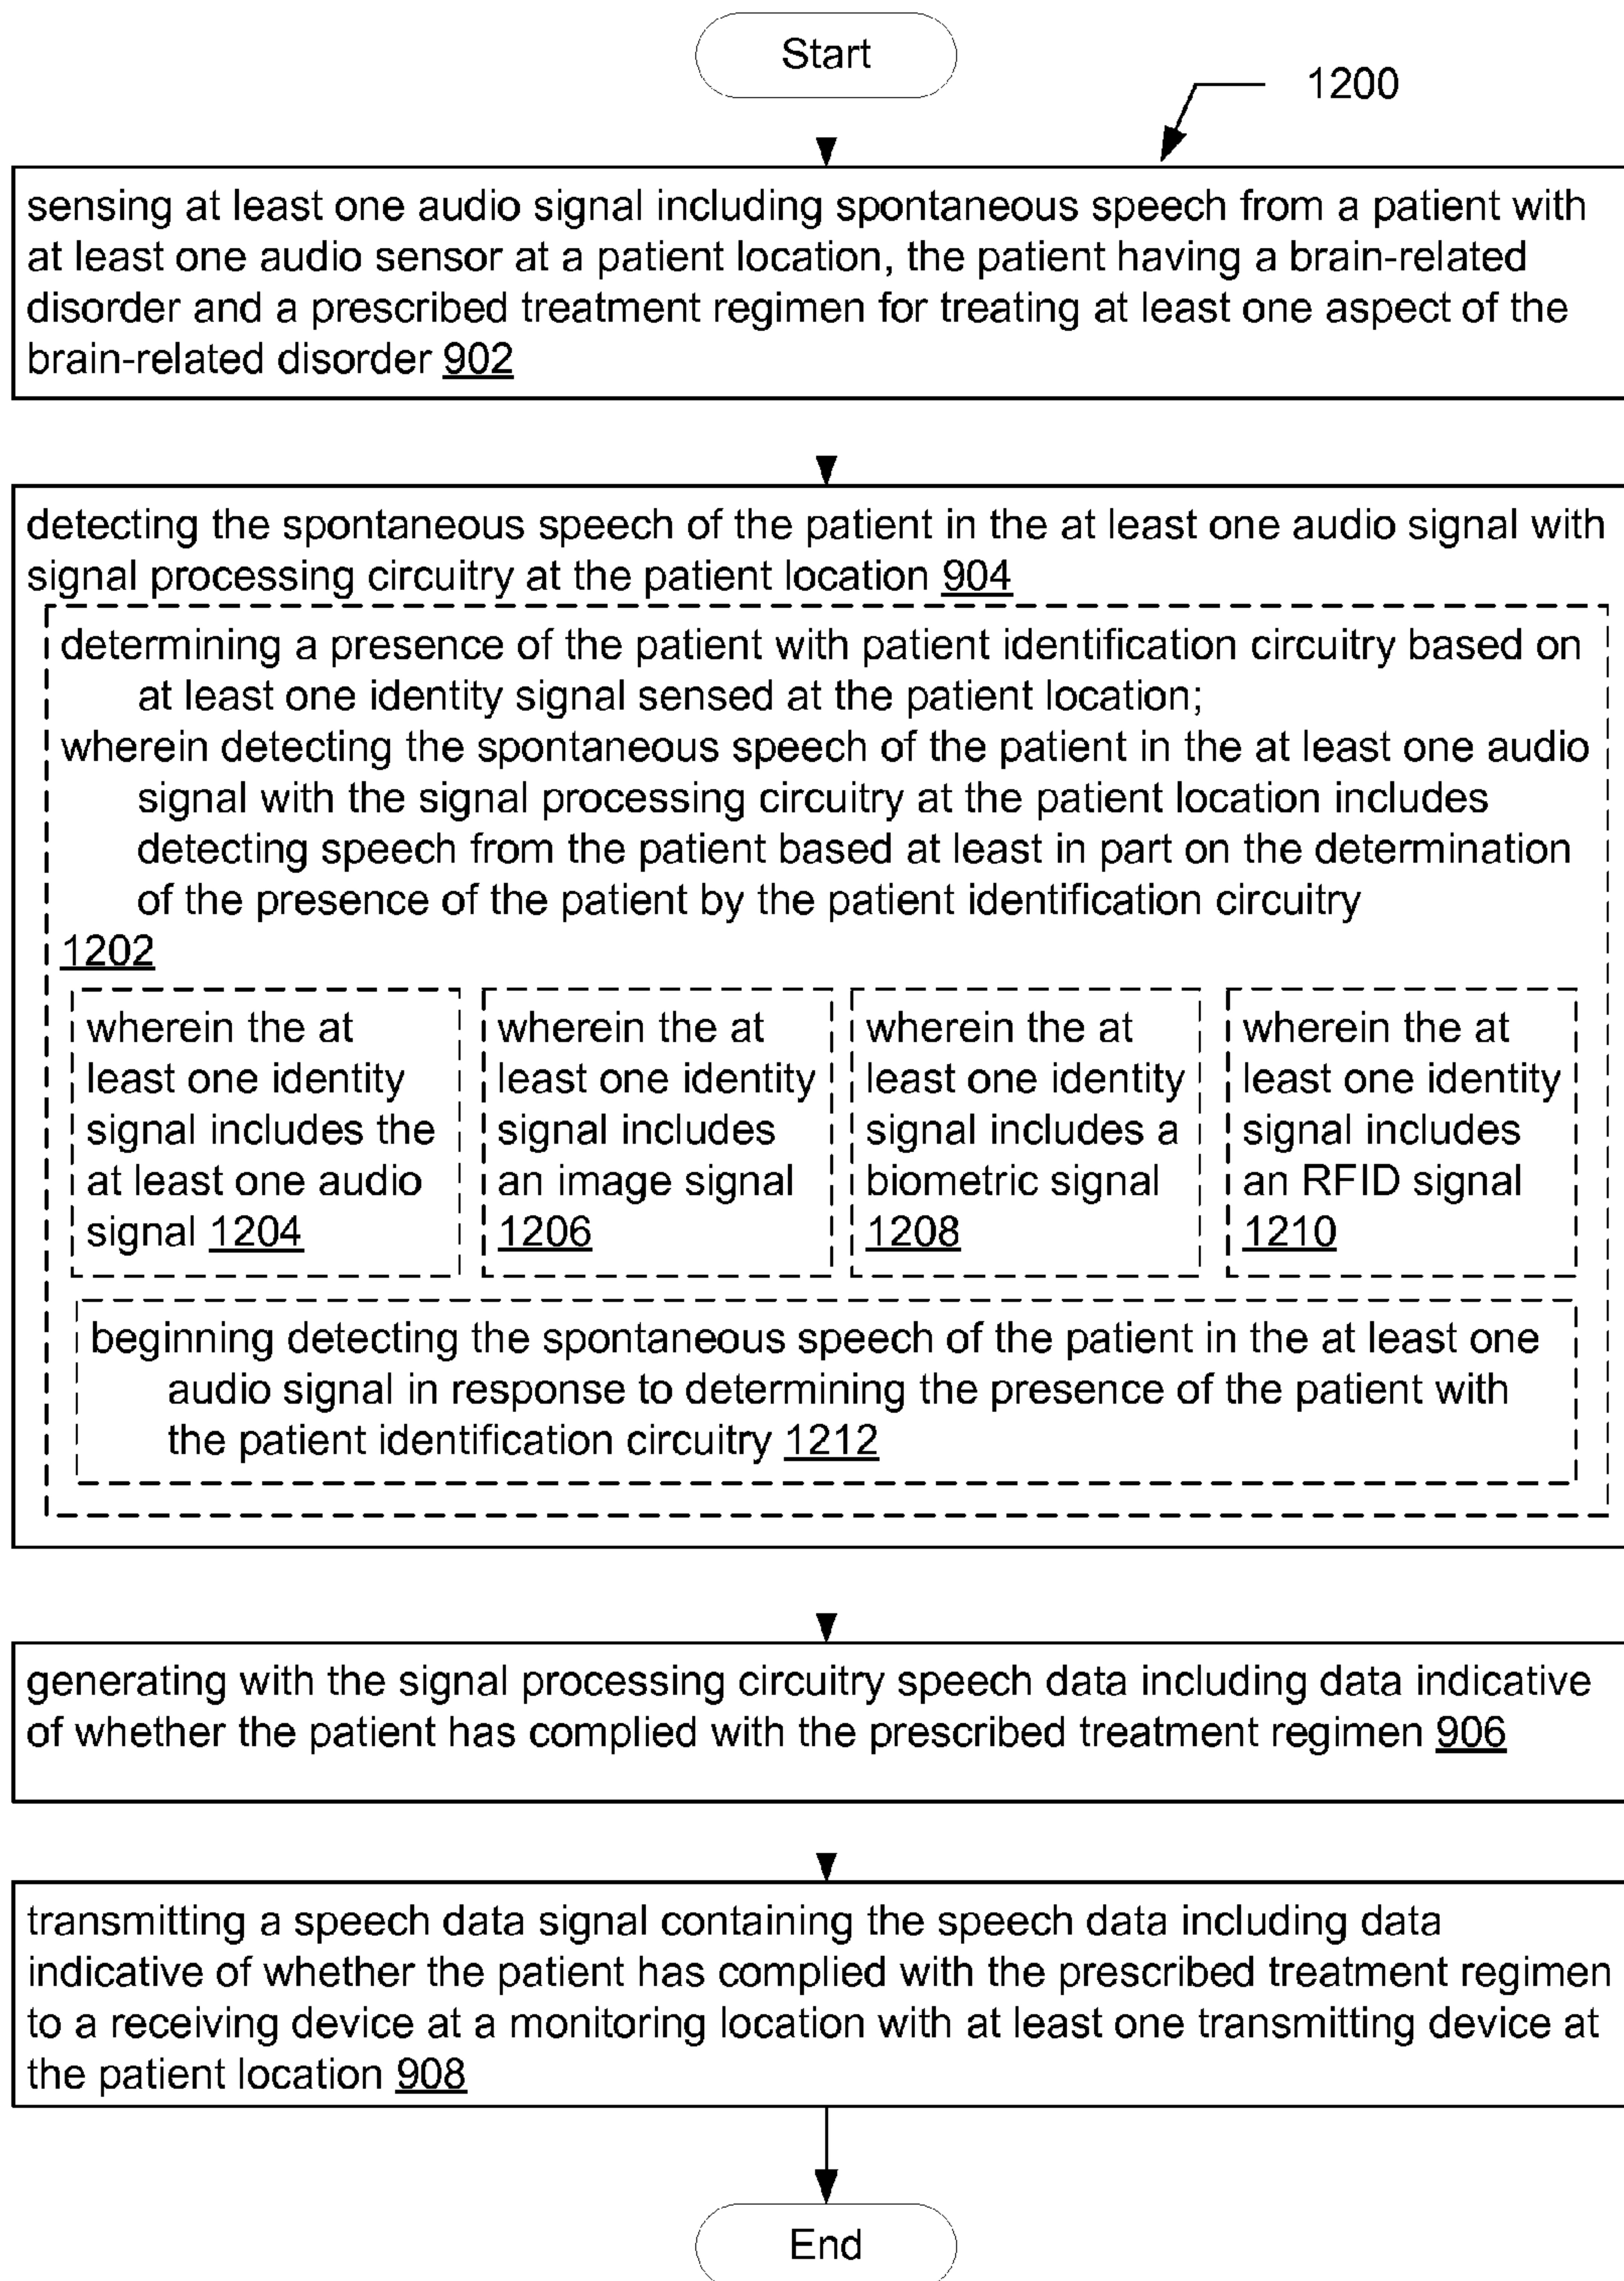 Start
1200
sensing at least one audio signal including spontaneous speech from a patient with
at least one audio sensor at a patient location, the patient having a brain-related
disorder and a prescribed treatment regimen for treating at least one aspect of the
brain-related disorder 902
detecting the spontaneous speech of the patient in the at least one audio signal with
signal processing circuitry at the patient location 904
determining a presence of the patient with patient identification circuitry based on
at least one identity signal sensed at the patient location;
wherein detecting the spontaneous speech of the patient in the at least one audio
signal with the signal processing circuitry at the patient location includes
detecting speech from the patient based at least in part on the determination
of the presence of the patient by the patient identification circuitry
1202
wherein the at
least one identity
signal includes the
at least one audio
signal 1204
wherein the at
least one identity
signal includes
an image signal
1206
wherein the at
least one identity
signal includes a
biometric signal
1208
wherein the at
least one identity
signal includes
an RFID signal
1210
beginning detecting the spontaneous speech of the patient in the at least one
audio signal in response to determining the presence of the patient with
the patient identification circuitry 1212
generating with the signal processing circuitry speech data including data indicative
of whether the patient has complied with the prescribed treatment regimen 906
transmitting a speech data signal containing the speech data including data
indicative of whether the patient has complied with the prescribed treatment regimen
to a receiving device at a monitoring location with at least one transmitting device at
the patient location 908
End